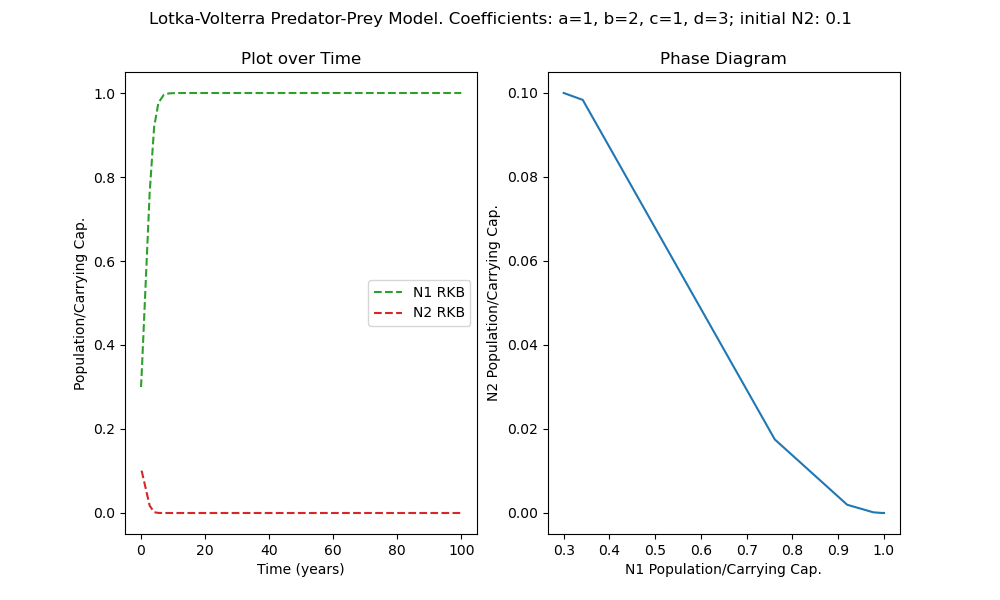 Lotka-Volterra Predator-Prey Model. Coefficients: a=1, b=2, c=1, d=3; initial N2: 0.1
Plot over Time
Population/Carrying Cap.
1.0
0.8
0.6
0.4
0.2
0.0
N1 RKB
N2 RKB
0 20 40 60 80 100
Time (years)
Phase Diagram
N2 Population/Carrying Cap.
0.10
0.08
0.06
0.04
0.02
0.00
0.3 0.4 0.5 0.6 0.7 0.8 0.9 1.0
N1 Population/Carrying Cap.